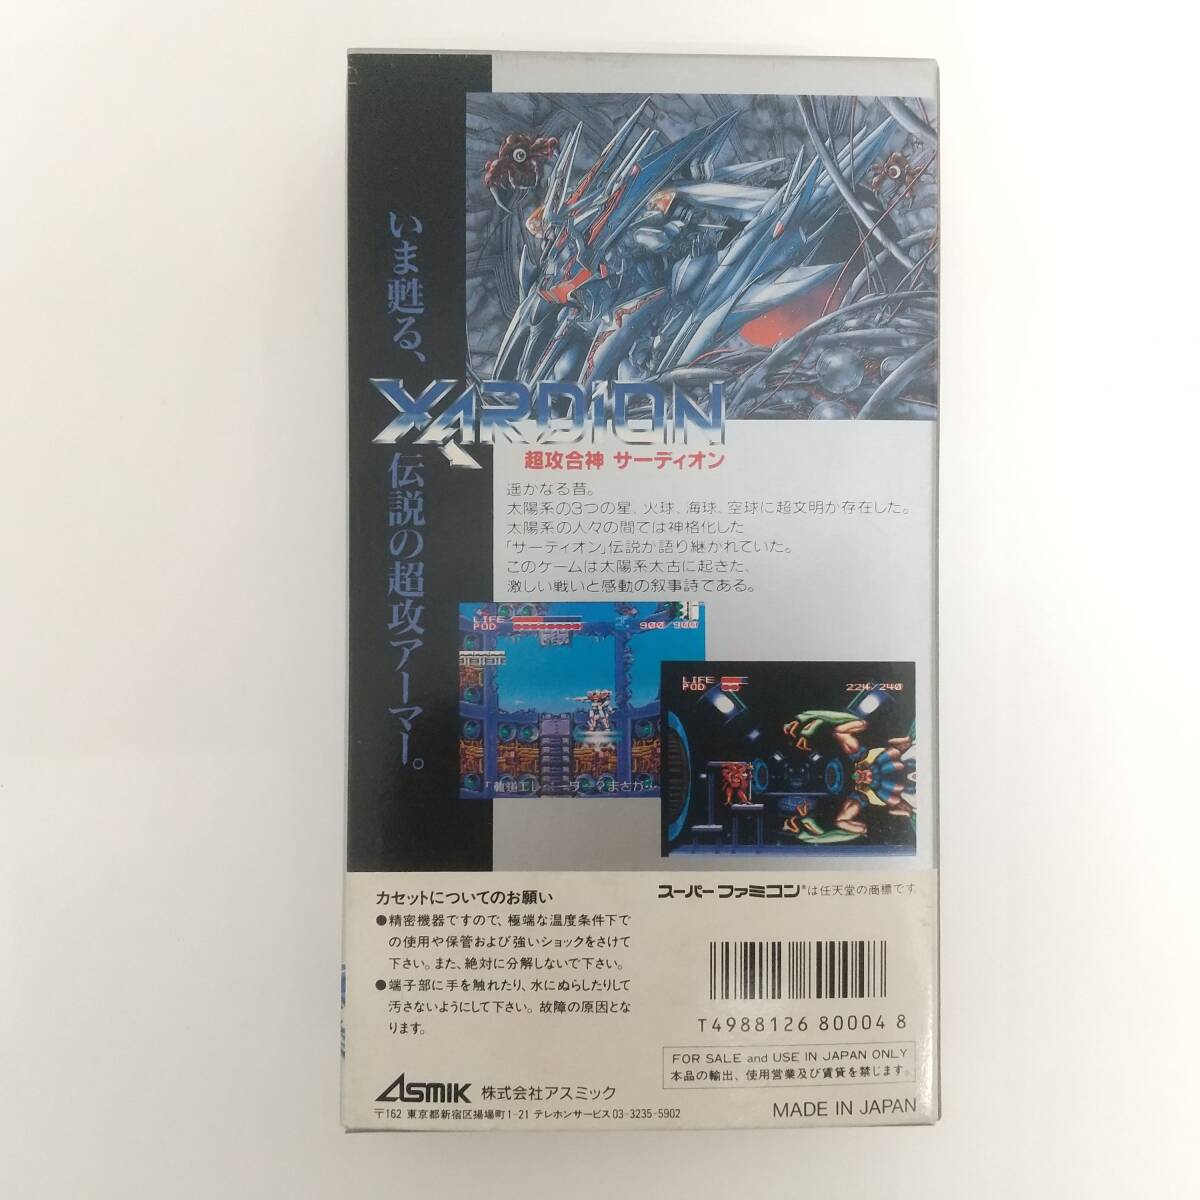 いま甦る、伝説の超攻アーマー。
XARDION
超攻合神 サーディオン
遥かなる昔。
太陽系の3つの星、火球、海球、空球に超文明が存在した。
太陽系の人々の間では神格化した
「サーディオン」伝説が語り継がれていた。
このゲームは太陽系太古に起きた、
激しい戦いと感動の叙事詩である。
LIFE
POD 100/100
「軌道エレベーター?まさか…
LIFE
POD 224/240
カセットについてのお願い
●精密機器ですので、極端な温度条件下で
の使用や保管および強いショックをさけて
下さい。また、絶対に分解しないで下さい。
●端子部に手を触れたり、水にぬらしたりして
汚さないようにして下さい。故障の原因とな
ります。
スーパーファミコン®は任天堂の商標です
T4988126 80004 8
FOR SALE and USE IN JAPAN ONLY
本品の輸出、使用営業及び賃貸を禁じます。
ASMIK 株式会社アスミック
〒162 東京都新宿区揚場町1-21 テレホンサービス03-3235-5902
MADE IN JAPAN